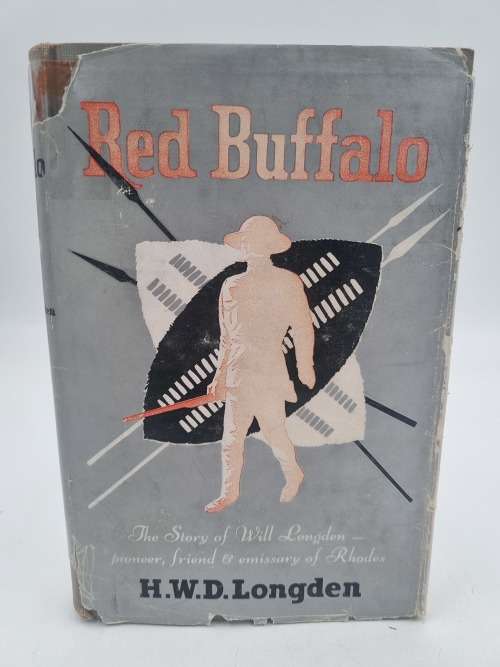 Red Buffalo
The Story of Will Longden –
pioneer, friend & emissary of Rhodes
H.W.D. Longden